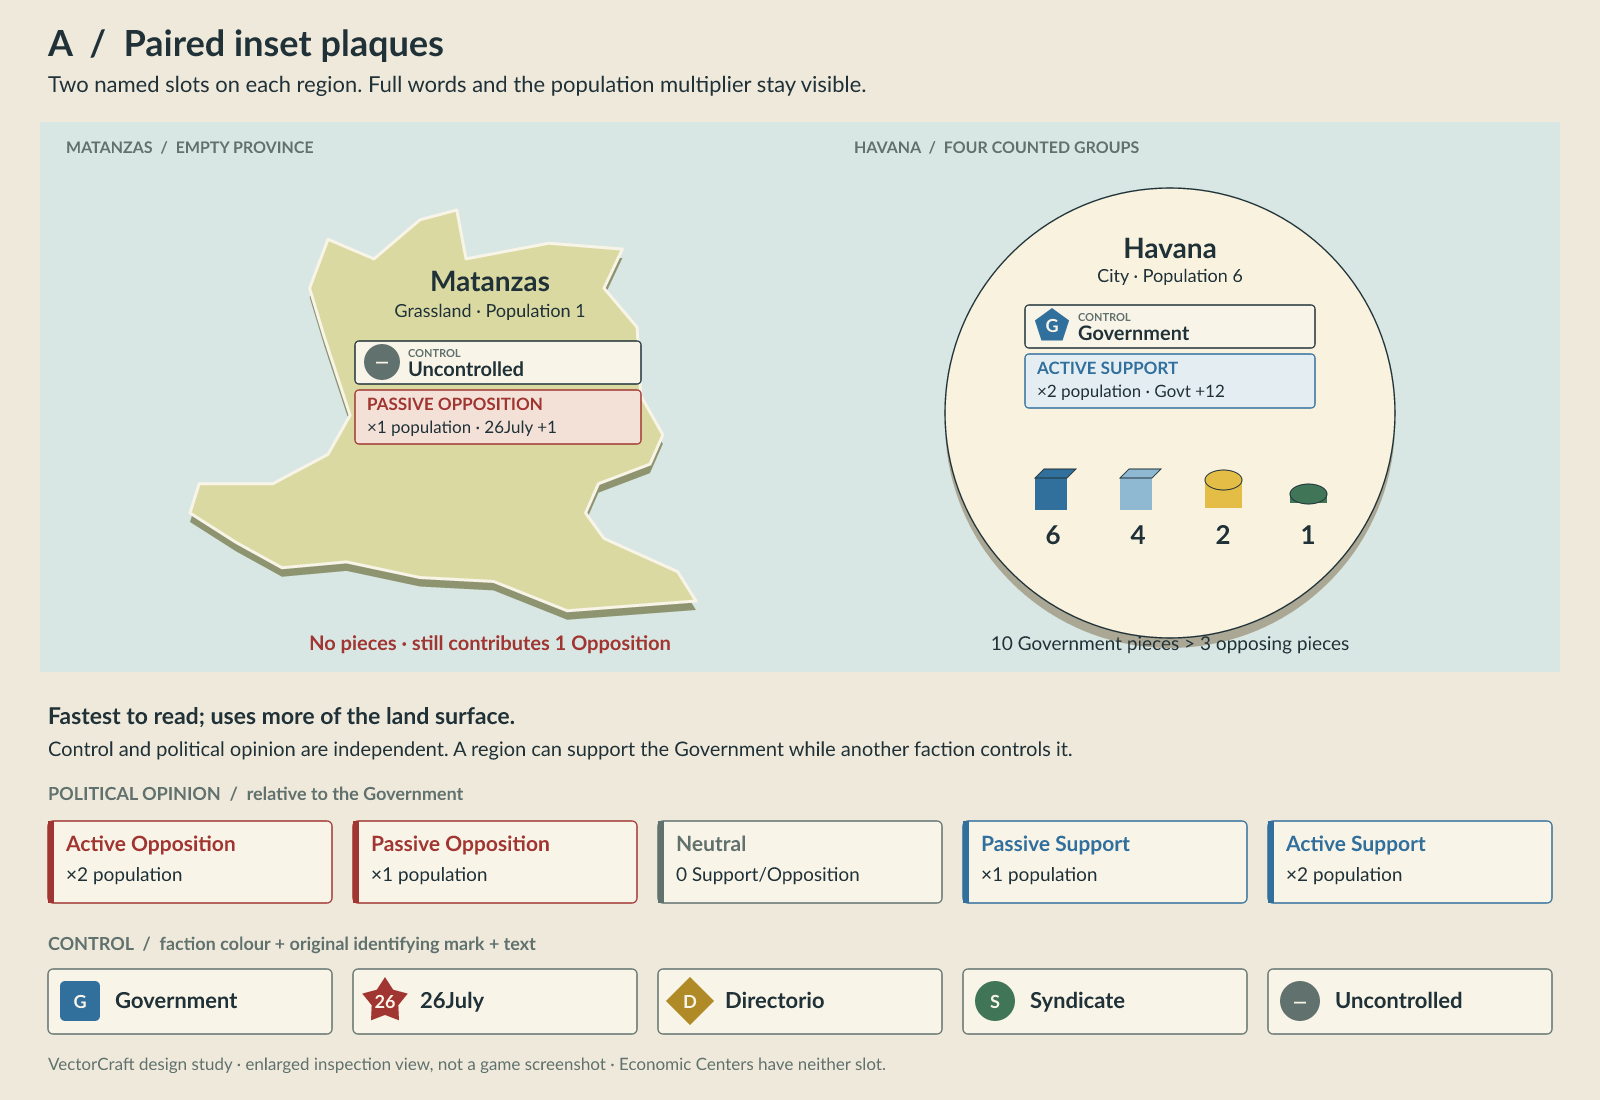 A / Paired inset plaques
Two named slots on each region. Full words and the population multiplier stay visible.
MATANZAS / EMPTY PROVINCE
Matanzas
Grassland · Population 1
–
CONTROL
Uncontrolled
PASSIVE OPPOSITION
×1 population · 26July +1
No pieces · still contributes 1 Opposition
HAVANA / FOUR COUNTED GROUPS
Havana
City · Population 6
G
CONTROL
Government
ACTIVE SUPPORT
×2 population · Govt +12
6 4 2 1
10 Government pieces > 3 opposing pieces
Fastest to read; uses more of the land surface.
Control and political opinion are independent. A region can support the Government while another faction controls it.
POLITICAL OPINION / relative to the Government
Active Opposition
×2 population
Passive Opposition
×1 population
Neutral
0 Support/Opposition
Passive Support
×1 population
Active Support
×2 population
CONTROL / faction colour + original identifying mark + text
G Government
26 26July
D Directorio
S Syndicate
– Uncontrolled
VectorCraft design study · enlarged inspection view, not a game screenshot · Economic Centers have neither slot.